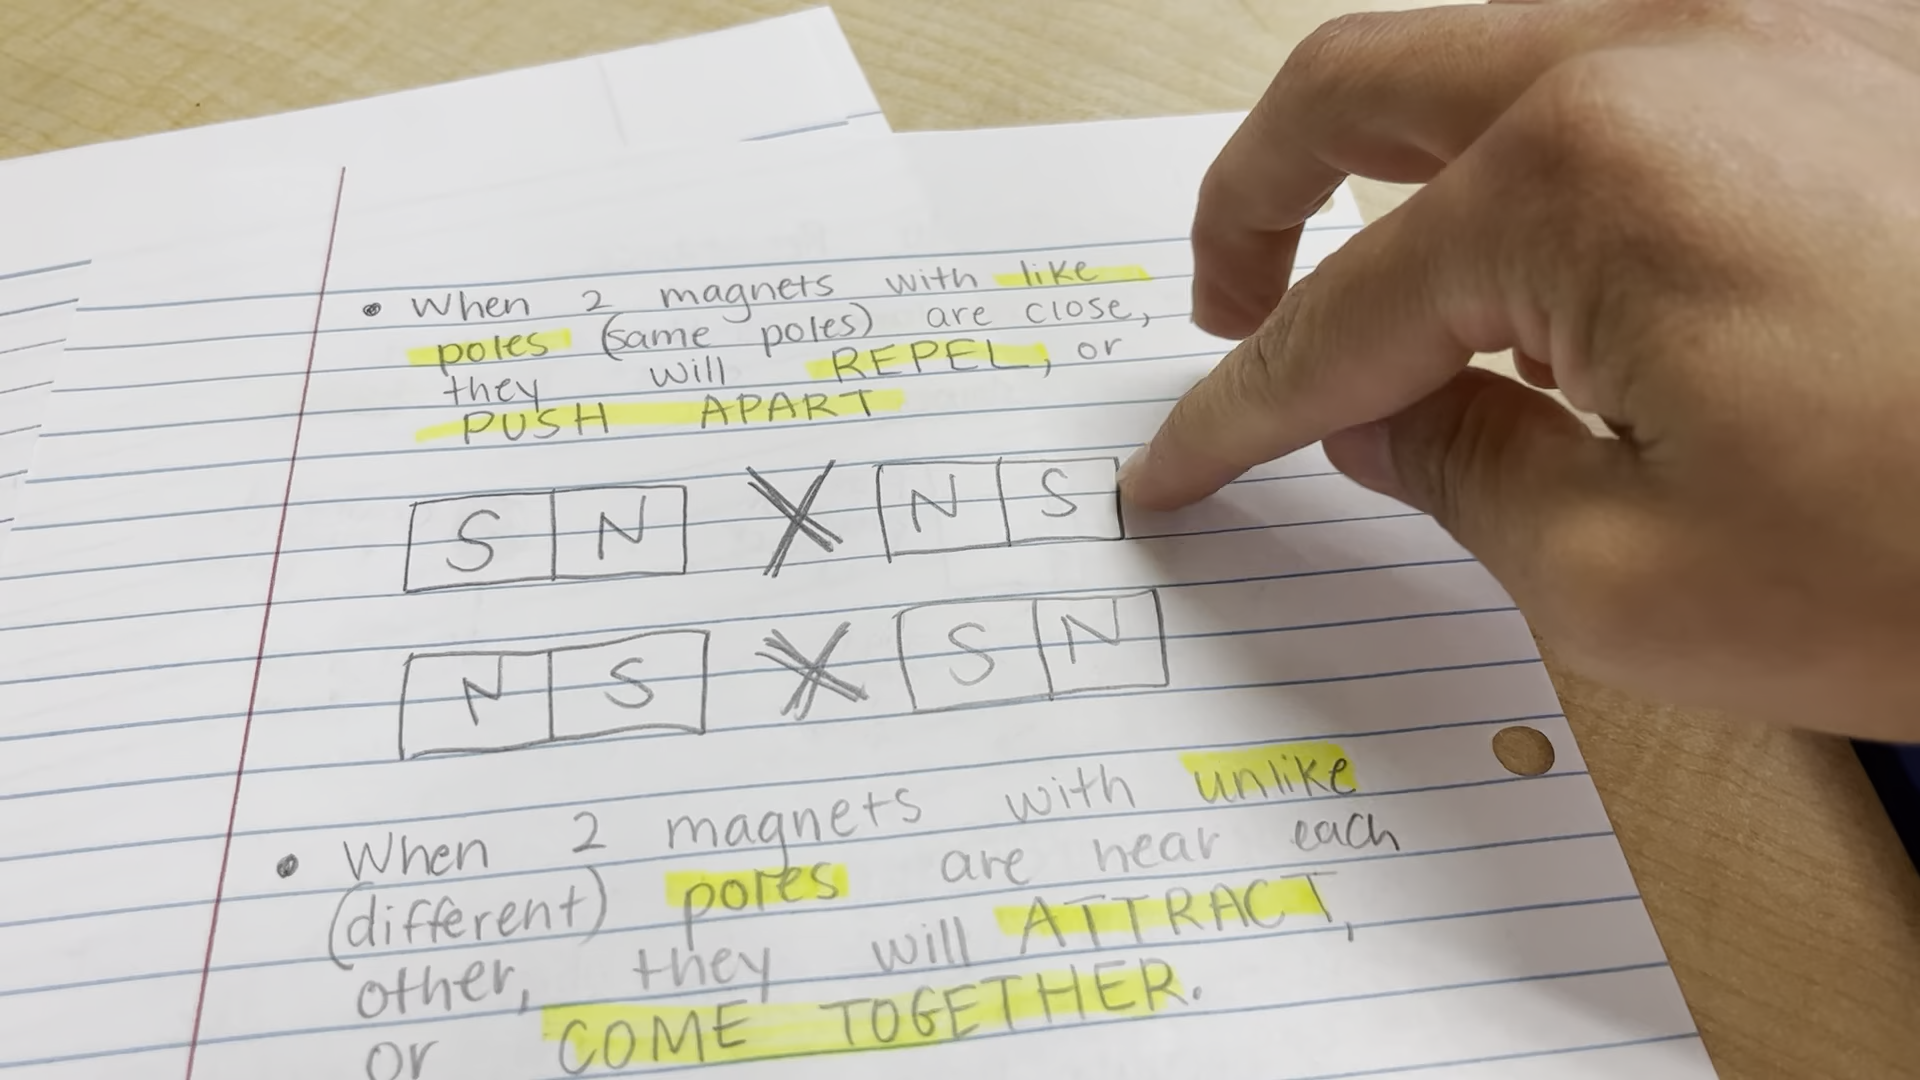 • When 2 magnets with like
poles (same poles) are close,
they will REPEL, or
PUSH APART
S N X N S
N S X S N
• When 2 magnets with unlike
(different) poles are near each
other, they will ATTRACT,
or COME TOGETHER.